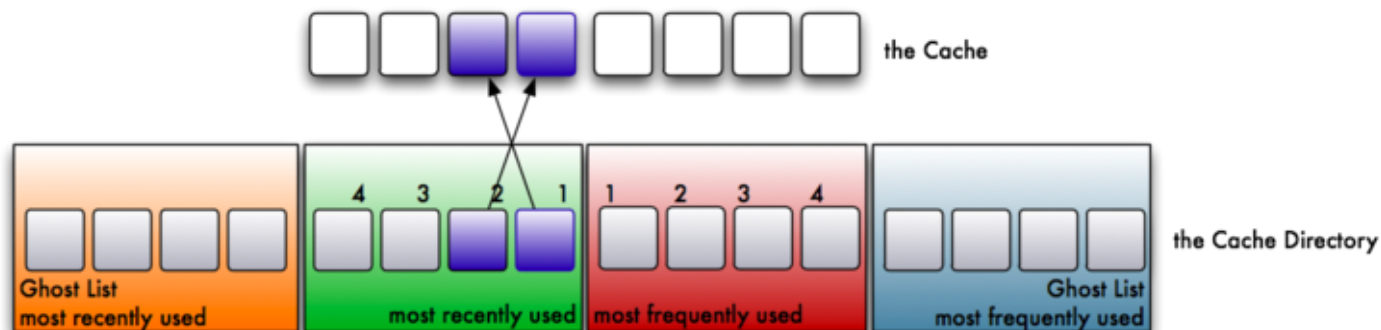 the Cache
4 3 2 1 1 2 3 4
the Cache Directory
Ghost List
most recently used
most recently used
most frequently used
Ghost List
most frequently used